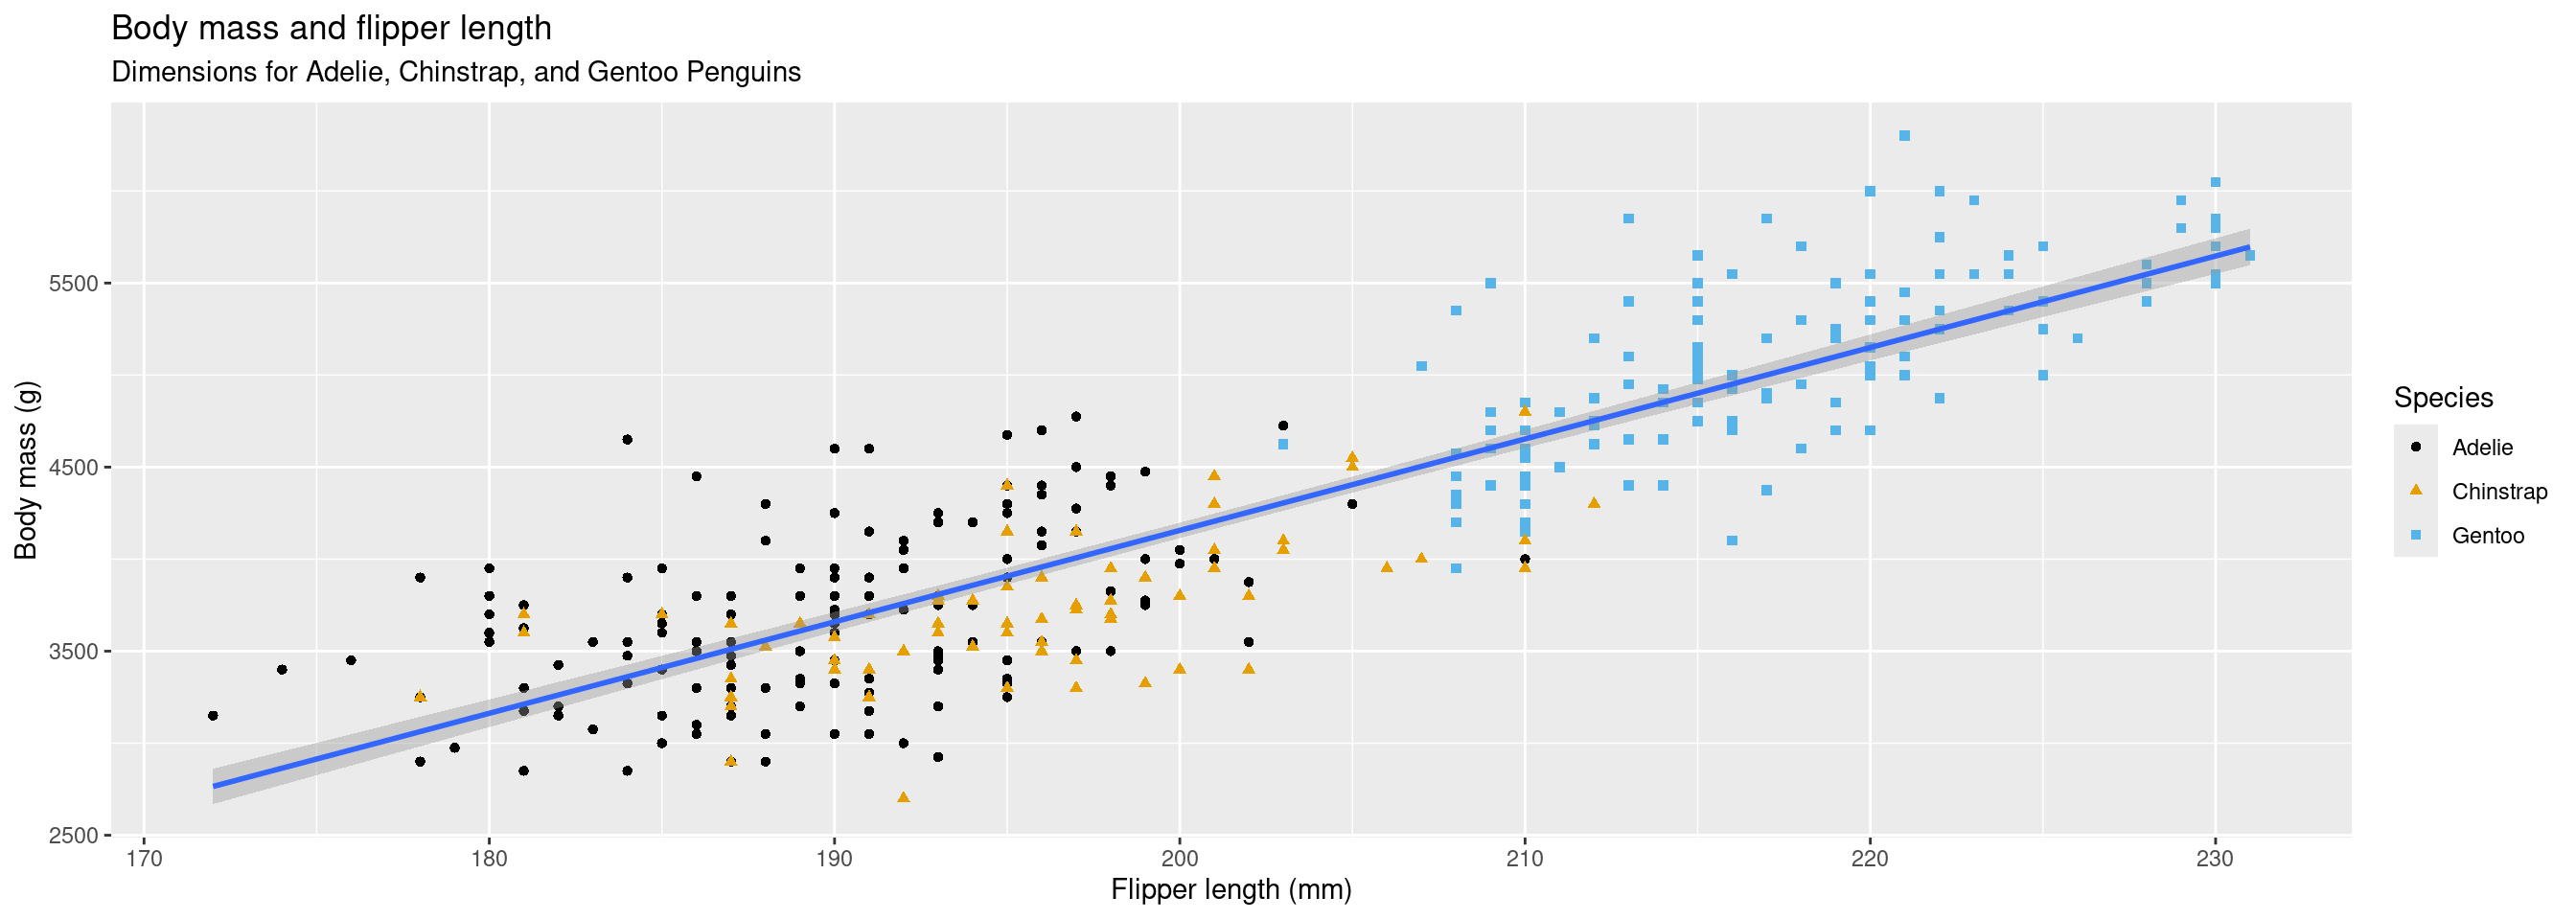 Body mass and flipper length
Dimensions for Adelie, Chinstrap, and Gentoo Penguins
Body mass (g)
5500
4500
3500
2500
170 180 190 200 210 220 230
Flipper length (mm)
Species
Adelie
Chinstrap
Gentoo